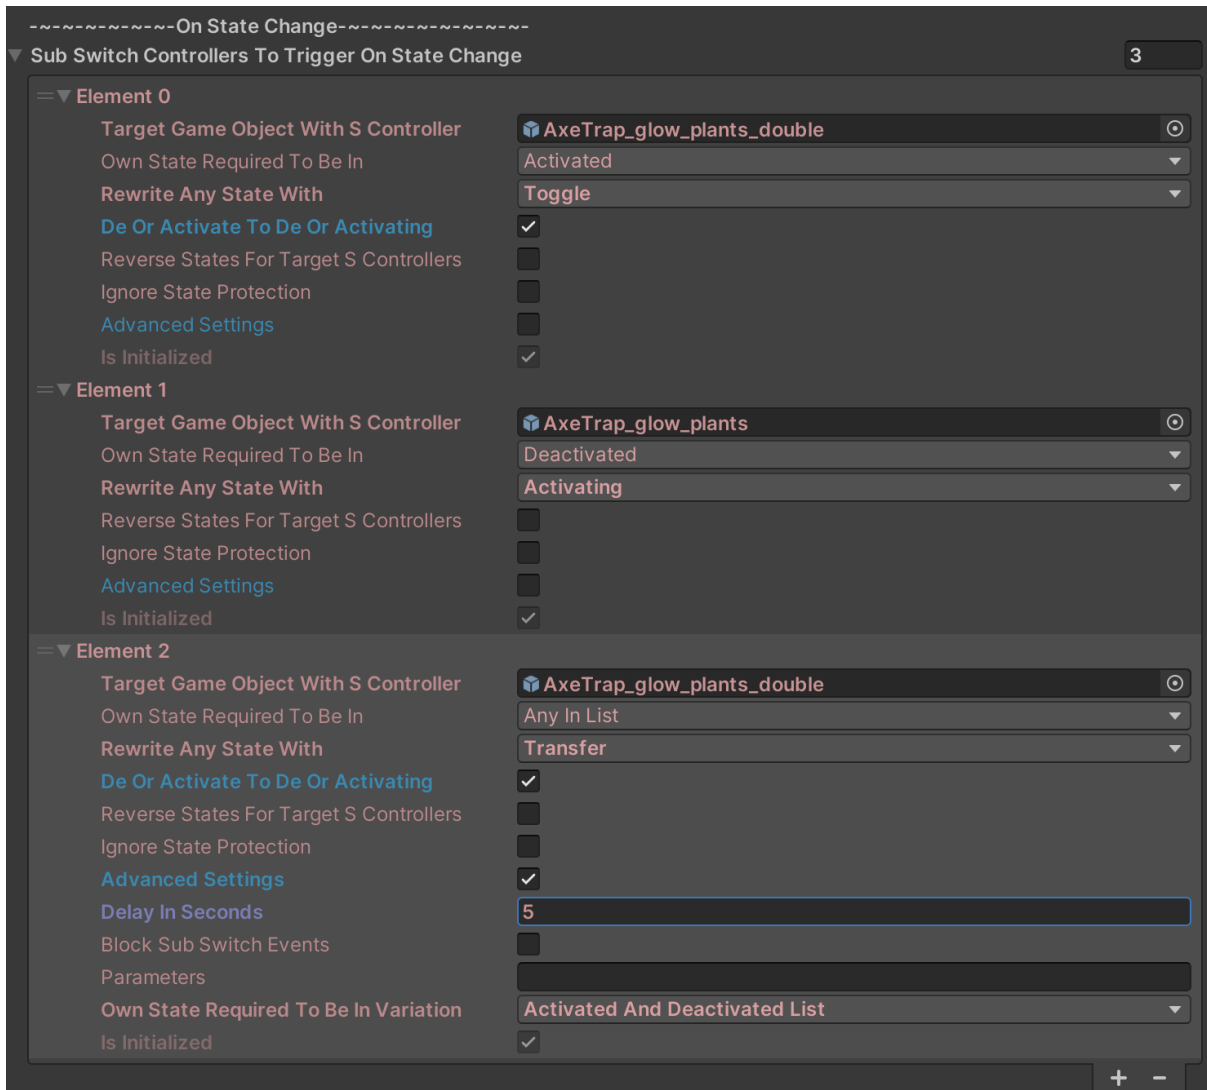 -~-~-~-~-~-~-~-On State Change-~-~-~-~-~-~-~-~-~-
Sub Switch Controllers To Trigger On State Change 3
Element 0
Target Game Object With S Controller AxeTrap_glow_plants_double
Own State Required To Be In Activated
Rewrite Any State With Toggle
De Or Activate To De Or Activating
Reverse States For Target S Controllers
Ignore State Protection
Advanced Settings
Is Initialized
Element 1
Target Game Object With S Controller AxeTrap_glow_plants
Own State Required To Be In Deactivated
Rewrite Any State With Activating
Reverse States For Target S Controllers
Ignore State Protection
Advanced Settings
Is Initialized
Element 2
Target Game Object With S Controller AxeTrap_glow_plants_double
Own State Required To Be In Any In List
Rewrite Any State With Transfer
De Or Activate To De Or Activating
Reverse States For Target S Controllers
Ignore State Protection
Advanced Settings
Delay In Seconds 5
Block Sub Switch Events
Parameters
Own State Required To Be In Variation Activated And Deactivated List
Is Initialized
+ −